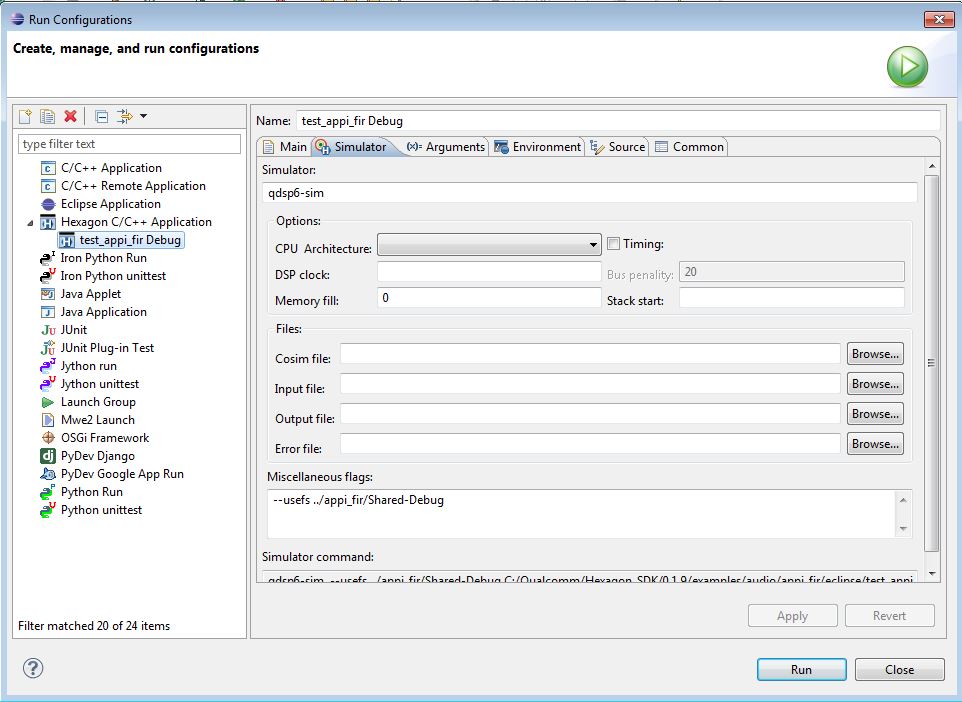 Run Configurations
Create, manage, and run configurations
type filter text
C/C++ Application
C/C++ Remote Application
Eclipse Application
Hexagon C/C++ Application
test_appi_fir Debug
Iron Python Run
Iron Python unittest
Java Applet
Java Application
JUnit
JUnit Plug-in Test
Jython run
Jython unittest
Launch Group
Mwe2 Launch
OSGi Framework
PyDev Django
PyDev Google App Run
Python Run
Python unittest
Filter matched 20 of 24 items
Name: test_appi_fir Debug
Main Simulator (x)= Arguments Environment Source Common
Simulator:
qdsp6-sim
Options:
CPU Architecture: Timing:
DSP clock: Bus penality: 20
Memory fill: 0 Stack start:
Files:
Cosim file: Browse...
Input file: Browse...
Output file: Browse...
Error file: Browse...
Miscellaneous flags:
--usefs ../appi_fir/Shared-Debug
Simulator command:
qdsp6-sim --usefs ../appi_fir/Shared-Debug C:/Qualcomm/Hexagon_SDK/0.1.9/examples/audio/appi_fir/eclipse/test_appi
Apply Revert
Run Close